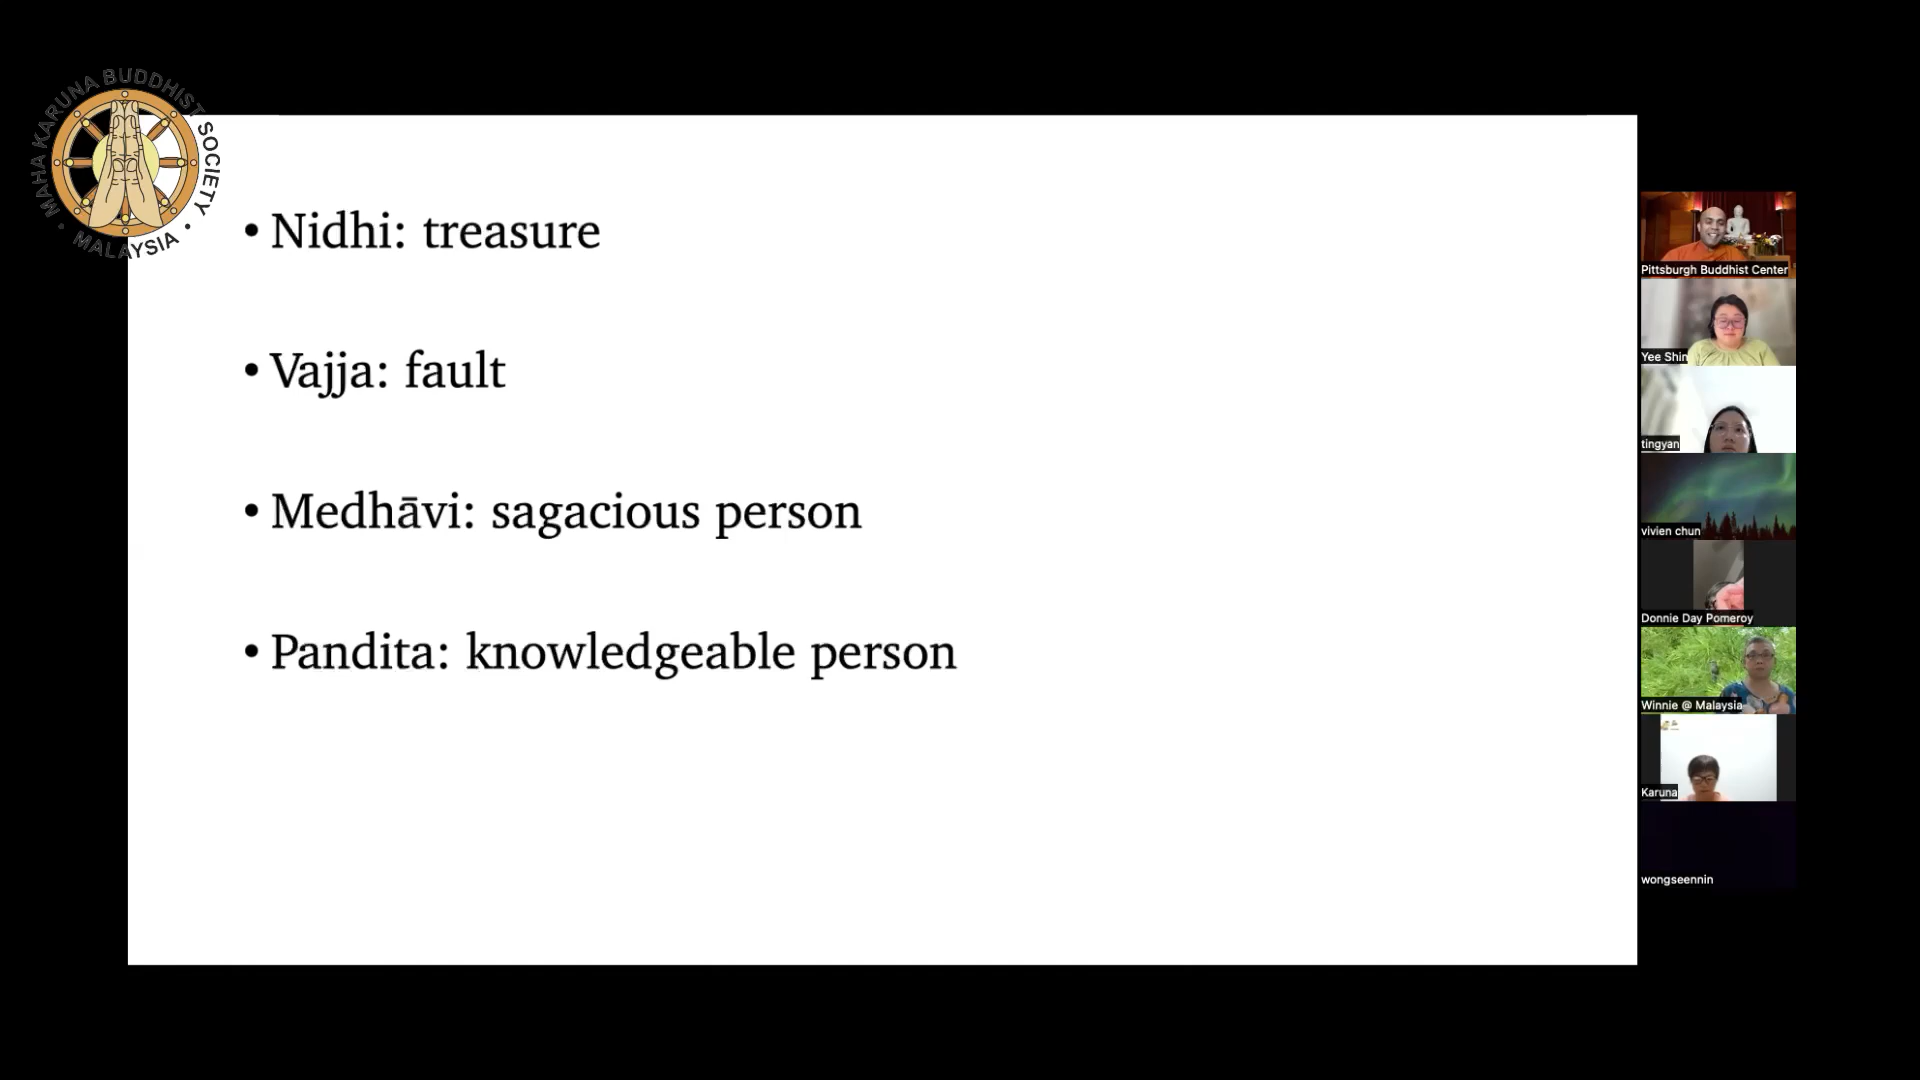 MAHA KARUNA BUDDHIST SOCIETY
• MALAYSIA •
• Nidhi: treasure
• Vajja: fault
• Medhāvi: sagacious person
• Pandita: knowledgeable person
Pittsburgh Buddhist Center
Yee Shin
tingyan
vivien chun
Donnie Day Pomeroy
Winnie @ Malaysia
Karuna
wongseennin